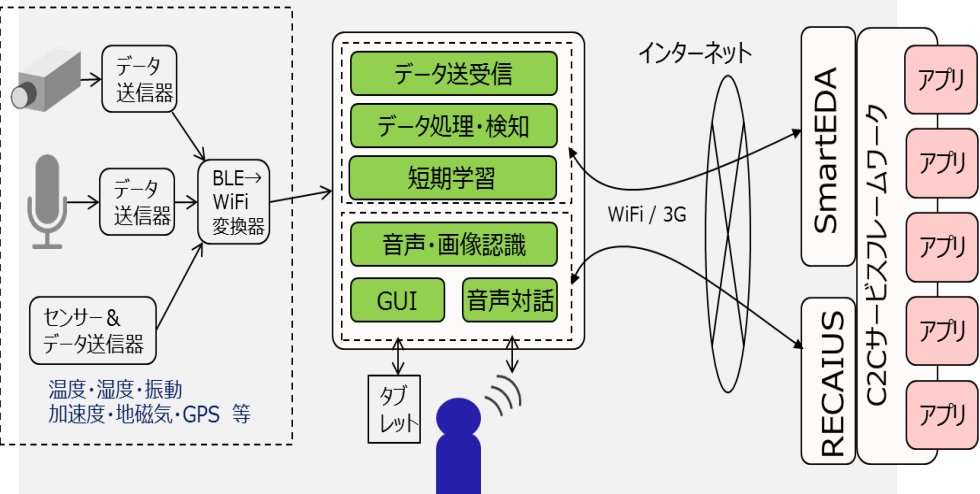 データ
送信器
データ
送信器
BLE→
WiFi
変換器
センサー&
データ送信器
温度・湿度・振動
加速度・地磁気・GPS 等
データ送受信
データ処理・検知
短期学習
音声・画像認識
GUI
音声対話
タブ
レット
インターネット
WiFi / 3G
SmartEDA
RECAIUS
C2Cサービスフレームワーク
アプリ
アプリ
アプリ
アプリ
アプリ